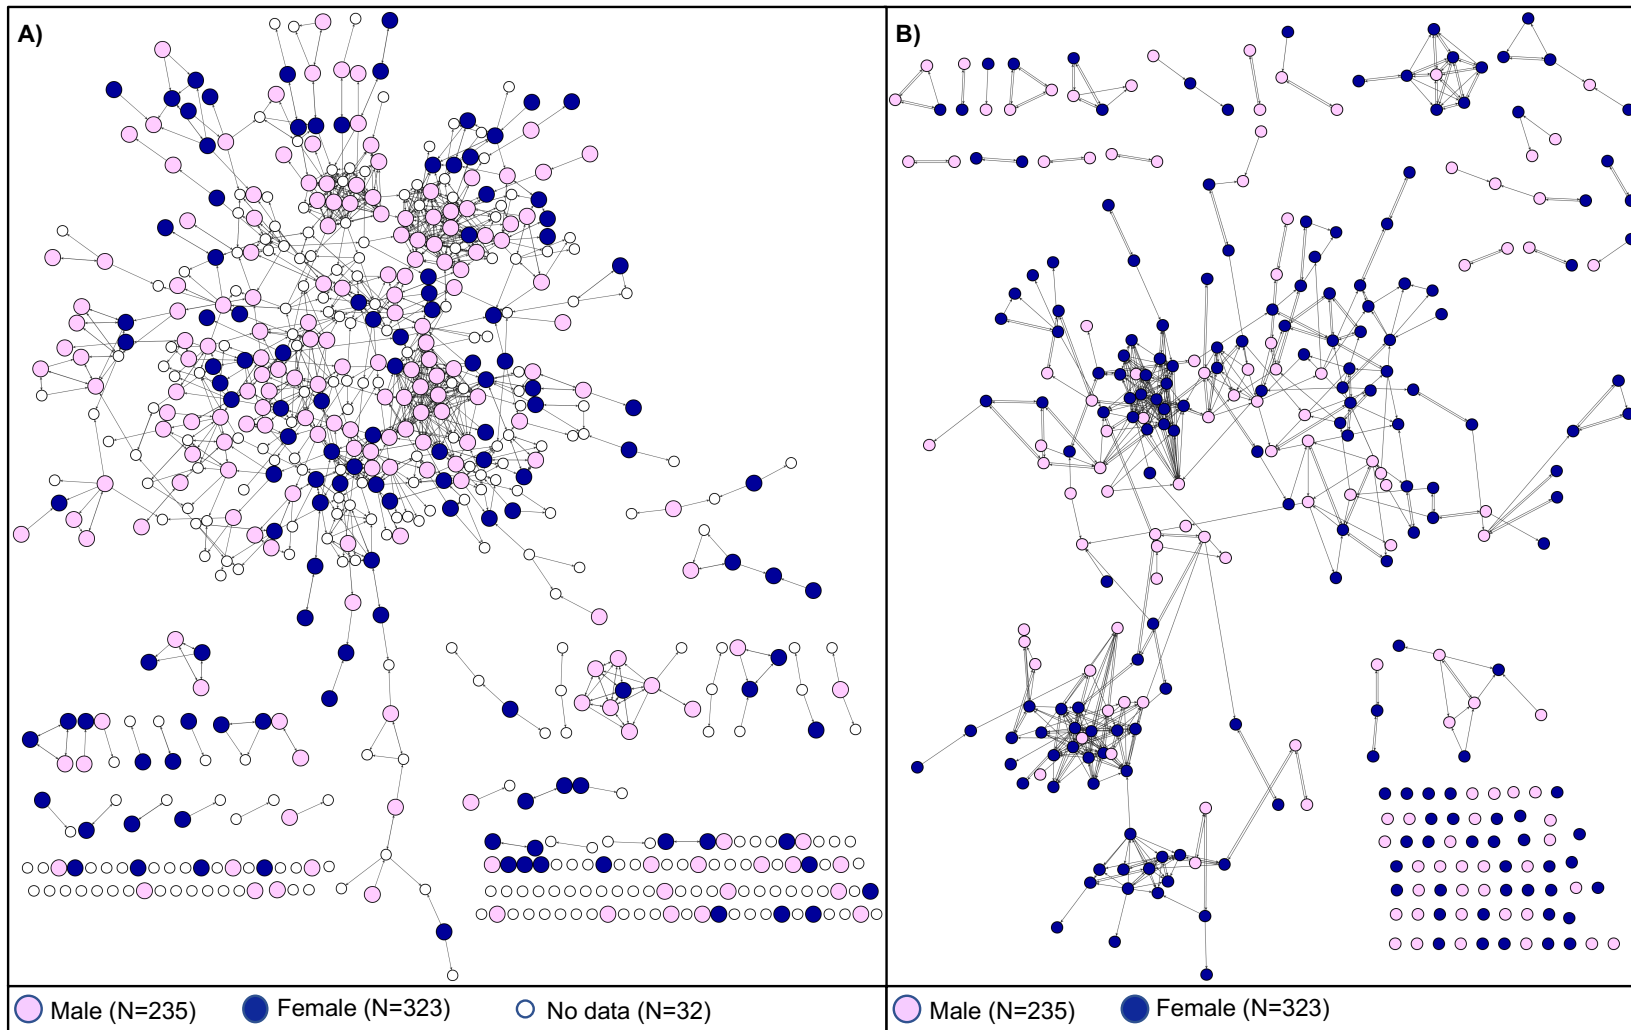 A)
B)
Male (N=235)
Female (N=323)
No data (N=32)
Male (N=235)
Female (N=323)